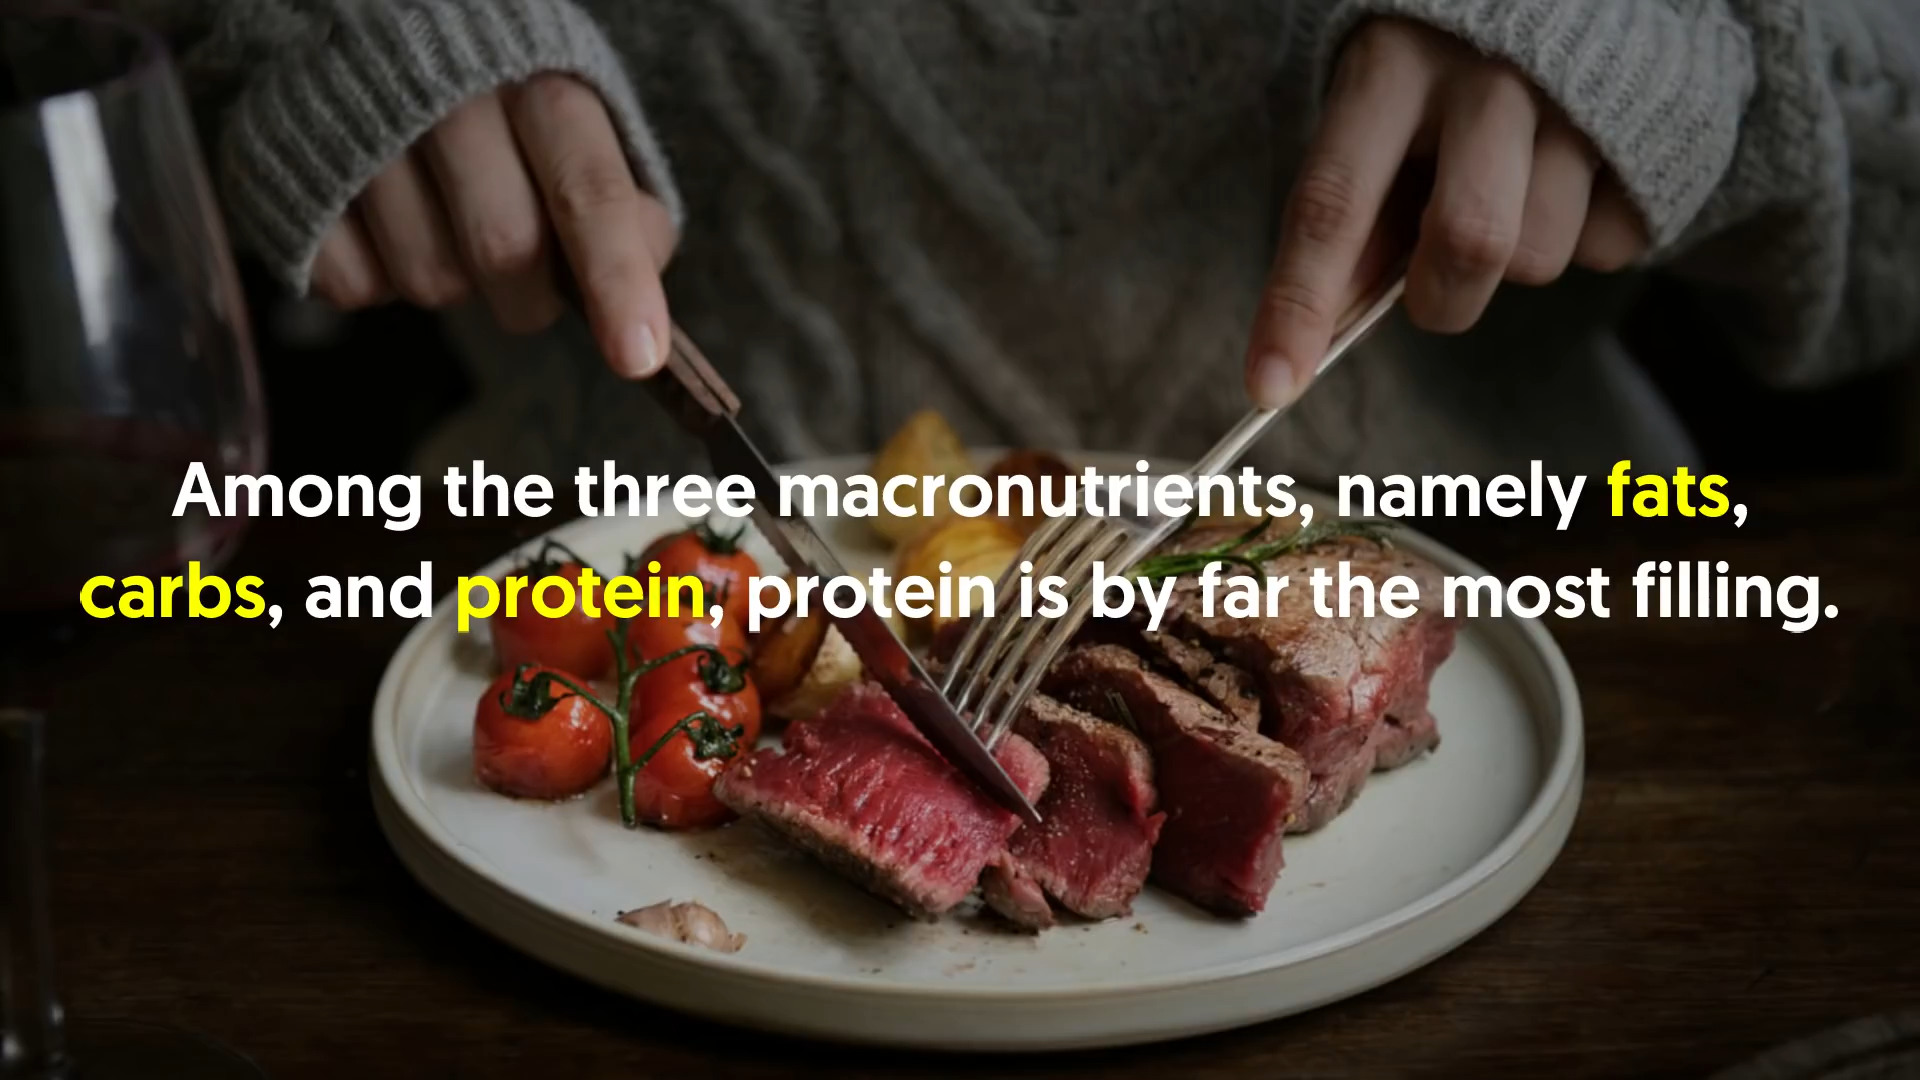 Among the three macronutrients, namely fats,
carbs, and protein, protein is by far the most filling.